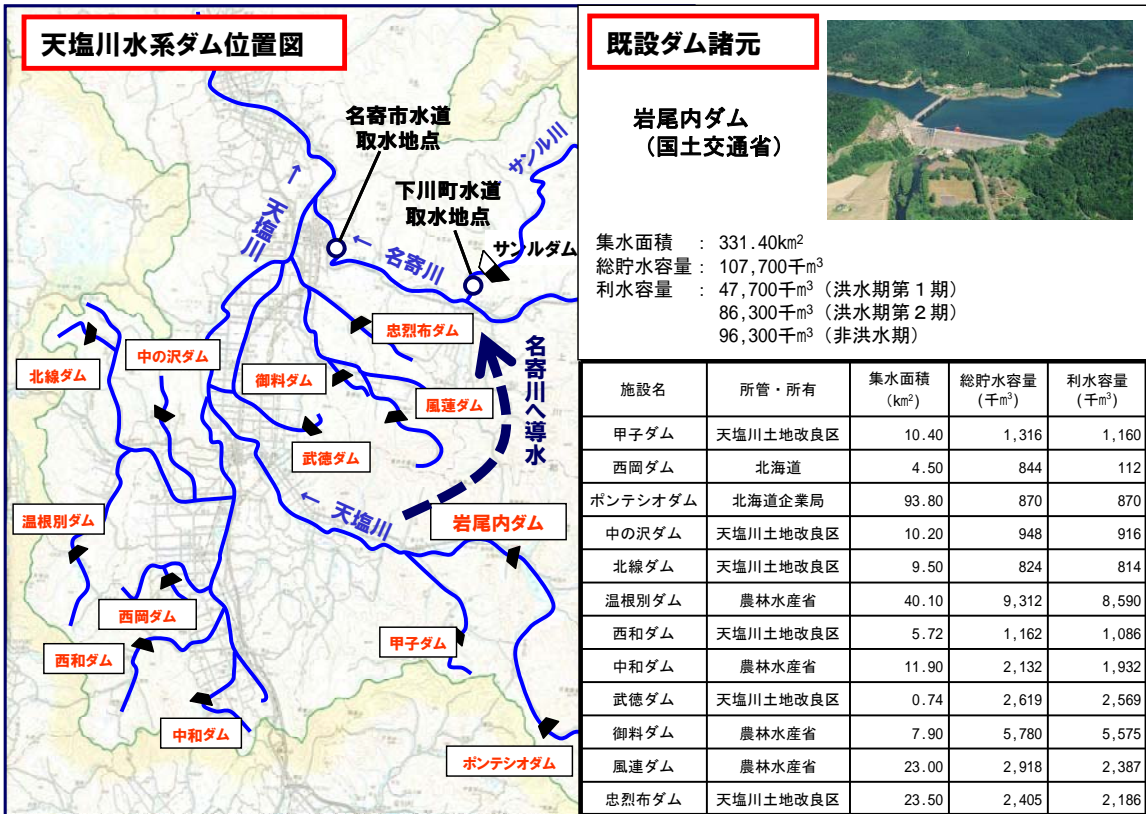 天塩川水系ダム位置図
名寄市水道
取水地点
サンル川
下川町水道
取水地点
サンルダム
← 名寄川
↑
天塩川
忠烈布ダム
北線ダム
中の沢ダム
御料ダム
風蓮ダム
名寄川へ導水
武徳ダム
温根別ダム
← 天塩川
岩尾内ダム
西岡ダム
西和ダム
甲子ダム
中和ダム
ポンテシオダム
既設ダム諸元
岩尾内ダム
(国土交通省)
集水面積 : 331.40km²
総貯水容量 : 107,700千m³
利水容量 : 47,700千m³ (洪水期第1期)
86,300千m³ (洪水期第2期)
96,300千m³ (非洪水期)
施設名 所管・所有 集水面積 (km²) 総貯水容量 (千m³) 利水容量 (千m³)
甲子ダム 天塩川土地改良区 10.40 1,316 1,160
西岡ダム 北海道 4.50 844 112
ポンテシオダム 北海道企業局 93.80 870 870
中の沢ダム 天塩川土地改良区 10.20 948 916
北線ダム 天塩川土地改良区 9.50 824 814
温根別ダム 農林水産省 40.10 9,312 8,590
西和ダム 天塩川土地改良区 5.72 1,162 1,086
中和ダム 農林水産省 11.90 2,132 1,932
武徳ダム 天塩川土地改良区 0.74 2,619 2,569
御料ダム 農林水産省 7.90 5,780 5,575
風連ダム 農林水産省 23.00 2,918 2,387
忠烈布ダム 天塩川土地改良区 23.50 2,405 2,186